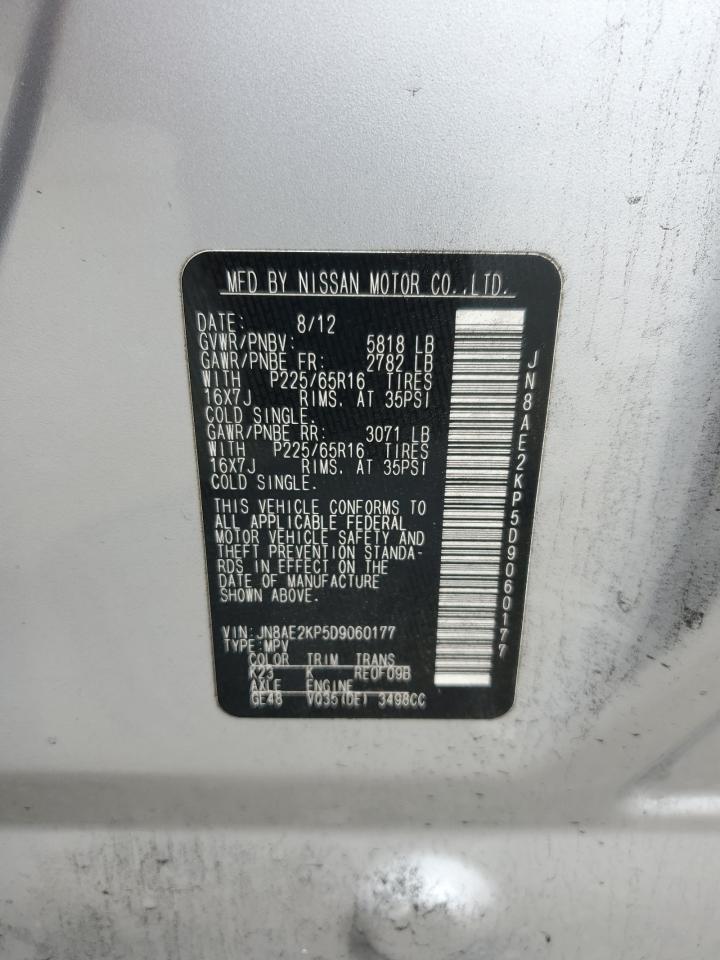 MFD BY NISSAN MOTOR CO.,LTD.
DATE: 8/12
GVWR/PNBV: 5818 LB
GAWR/PNBE FR: 2782 LB
WITH P225/65R16 TIRES
16X7J RIMS. AT 35PSI
COLD SINGLE.
GAWR/PNBE RR: 3071 LB
WITH P225/65R16 TIRES
16X7J RIMS. AT 35PSI
COLD SINGLE.
THIS VEHICLE CONFORMS TO
ALL APPLICABLE FEDERAL
MOTOR VEHICLE SAFETY AND
THEFT PREVENTION STANDA-
RDS IN EFFECT ON THE
DATE OF MANUFACTURE
SHOWN ABOVE.
VIN: JN8AE2KP5D9060177
TYPE: MPV
COLOR TRIM TRANS
K23 K RE0F09B
AXLE ENGINE
GE48 VQ35(DE) 3498CC
JN8AE2KP5D9060177